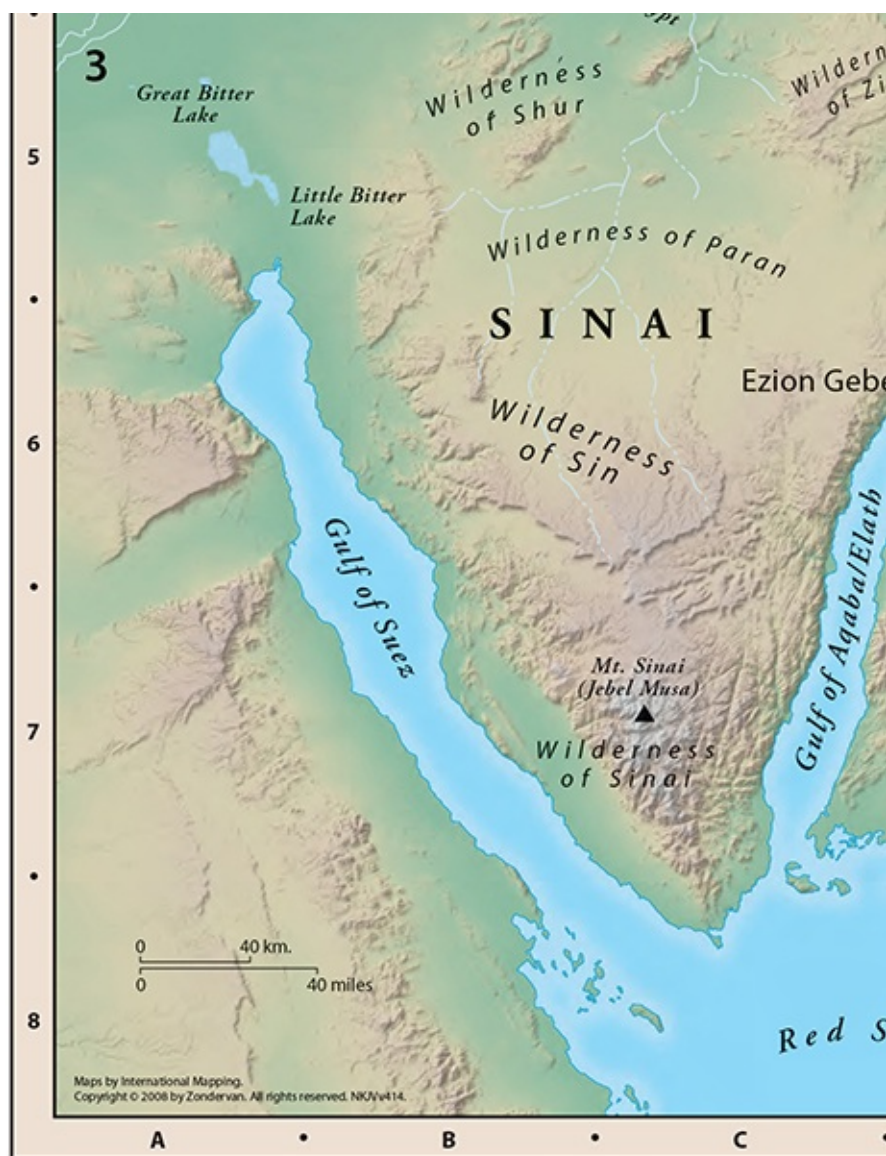 3
Great Bitter
Lake
Wilderness
of Shur
5
Little Bitter
Lake
Wilderness of Paran
SINAI
Ezion Gebe
6
Wilderness
of Sin
Gulf of Suez
Gulf of Aqaba/Elath
Mt. Sinai
(Jebel Musa)
7
Wilderness
of Sinai
0 40 km.
0 40 miles
8
Red S
Maps by International Mapping.
Copyright © 2008 by Zondervan. All rights reserved. NKJVv414.
A B C